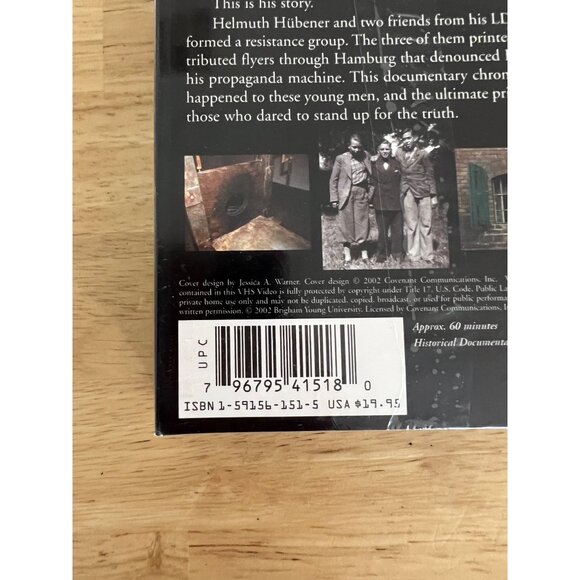 This is his story.
Helmuth Hübener and two friends from his LD
formed a resistance group. The three of them printe
tributed flyers through Hamburg that denounced
his propaganda machine. This documentary chron
happened to these young men, and the ultimate pri
those who dared to stand up for the truth.
Cover design by Jessica A. Warner. Cover design © 2002 Covenant Communications, Inc.
contained in this VHS Video is fully protected by copyright under Title 17, U.S. Code, Public La
private home use only and may not be duplicated, copied, broadcast, or used for public performa
written permission. © 2002 Brigham Young University. Licensed by Covenant Communications, In
Approx. 60 minutes
Historical Documenta
UPC
7 96795 41518 0
ISBN 1-59156-151-5 USA $19.95